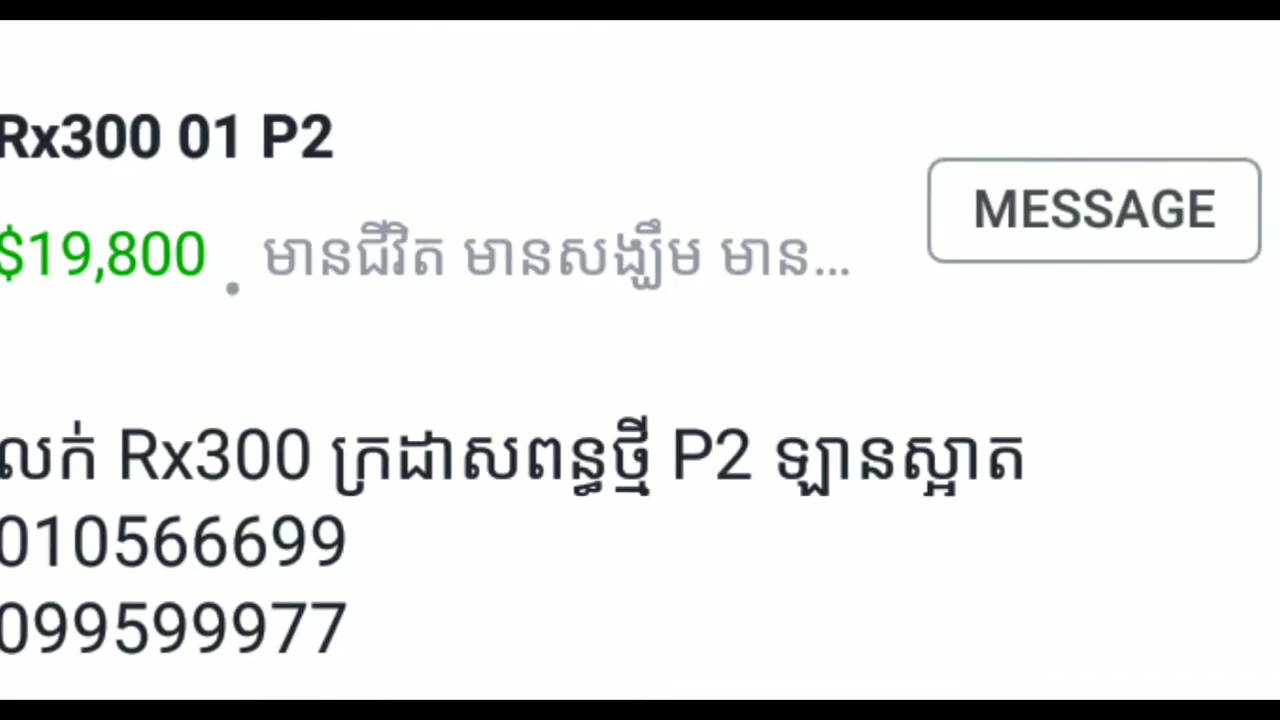 Rx300 01 P2
MESSAGE
$19,800 . មានជីវិត មានសង្ឃឹម មាន...
លក់ Rx300 ក្រដាសពន្ធថ្មី P2 ឡានស្អាត
010566699
099599977